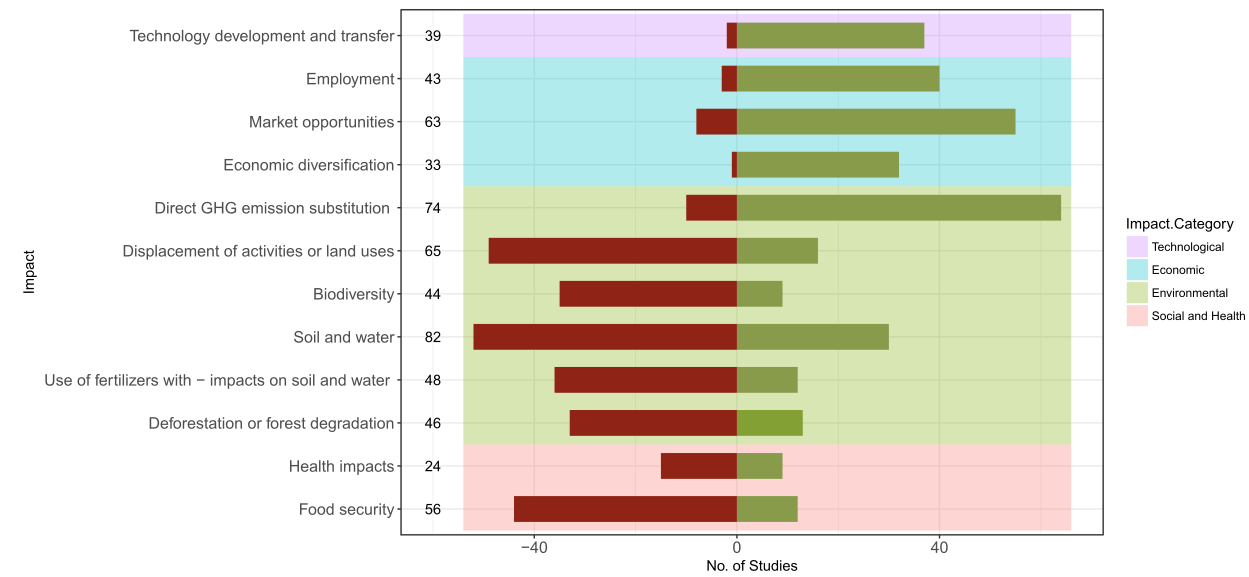 Technology development and transfer 39
Employment 43
Market opportunities 63
Economic diversification 33
Direct GHG emission substitution 74
Displacement of activities or land uses 65
Biodiversity 44
Soil and water 82
Use of fertilizers with − impacts on soil and water 48
Deforestation or forest degradation 46
Health impacts 24
Food security 56
Impact
−40 0 40
No. of Studies
Impact.Category
Technological
Economic
Environmental
Social and Health